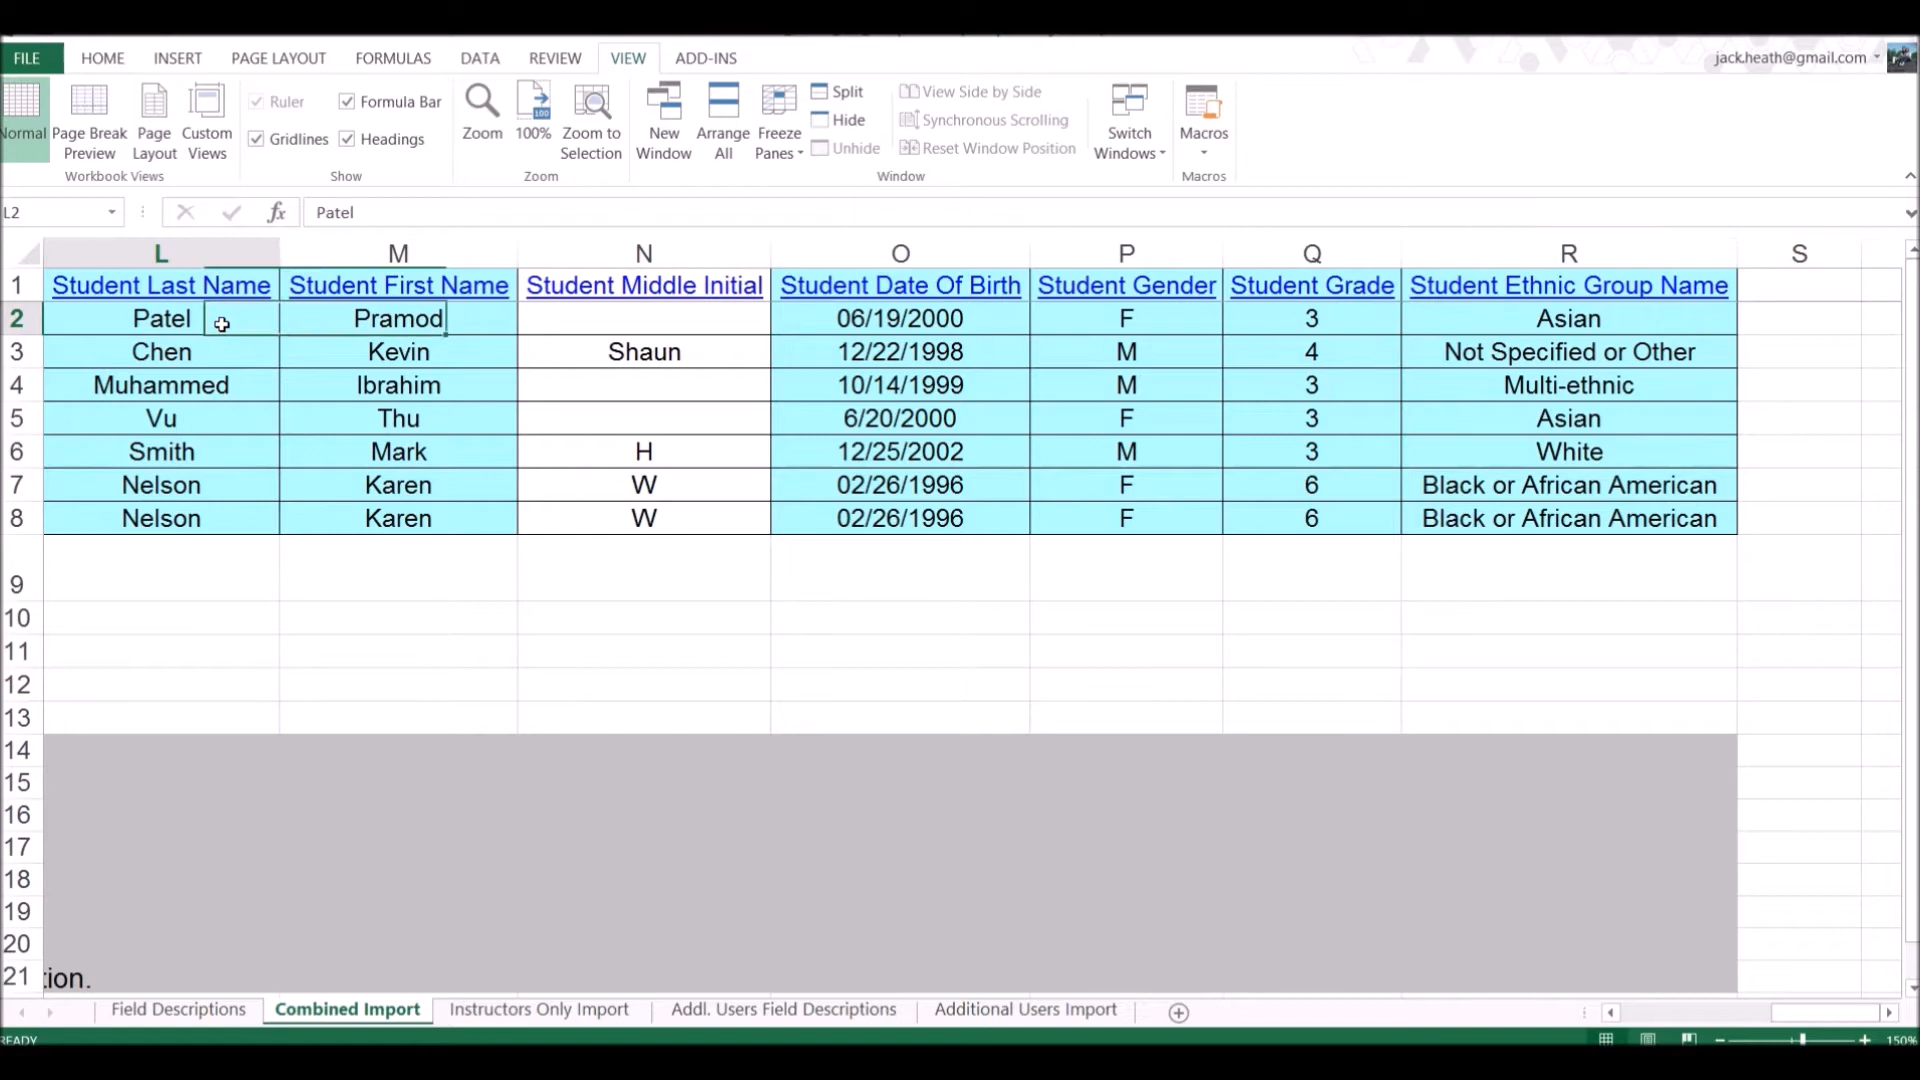 FILE HOME INSERT PAGE LAYOUT FORMULAS DATA REVIEW VIEW ADD-INS jack.heath@gmail.com
Normal Page Break Preview Page Layout Custom Views
Workbook Views
Ruler Formula Bar
Gridlines Headings
Show
Zoom 100% Zoom to Selection
Zoom
New Window Arrange All Freeze Panes
Split View Side by Side
Hide Synchronous Scrolling
Unhide Reset Window Position
Switch Windows
Window
Macros
Macros
L2 fx Patel
L M N O P Q R S
1 Student Last Name Student First Name Student Middle Initial Student Date Of Birth Student Gender Student Grade Student Ethnic Group Name
2 Patel Pramod 06/19/2000 F 3 Asian
3 Chen Kevin Shaun 12/22/1998 M 4 Not Specified or Other
4 Muhammed Ibrahim 10/14/1999 M 3 Multi-ethnic
5 Vu Thu 6/20/2000 F 3 Asian
6 Smith Mark H 12/25/2002 M 3 White
7 Nelson Karen W 02/26/1996 F 6 Black or African American
8 Nelson Karen W 02/26/1996 F 6 Black or African American
9
10
11
12
13
14
15
16
17
18
19
20
21 tion.
Field Descriptions Combined Import Instructors Only Import Addl. Users Field Descriptions Additional Users Import
READY 150%